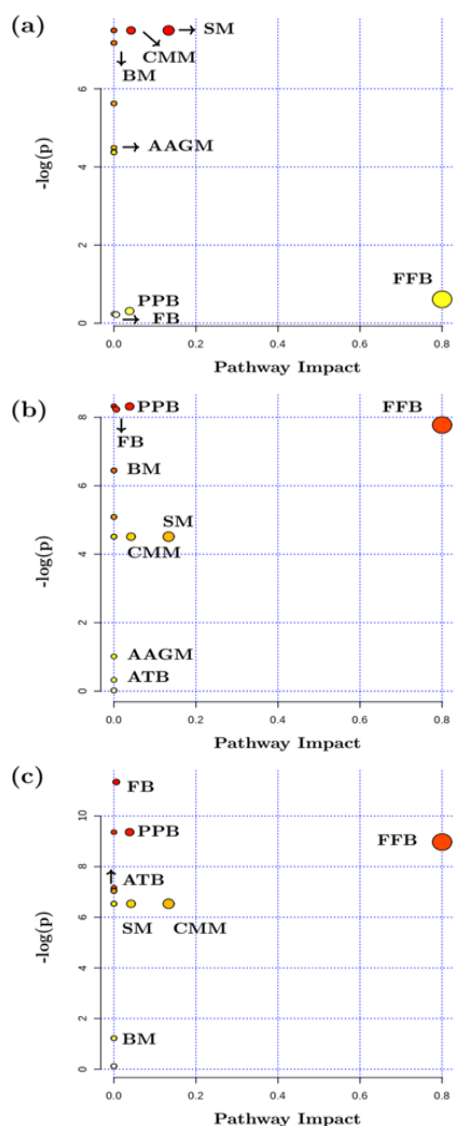 (a)
SM
CMM
BM
6
AAGM
4
-log(p)
2
FFB
PPB
FB
0
0.0 0.2 0.4 0.6 0.8
Pathway Impact
(b)
8
PPB
FFB
FB
BM
6
SM
CMM
4
-log(p)
2
AAGM
ATB
0
0.0 0.2 0.4 0.6 0.8
Pathway Impact
(c)
FB
10
PPB
FFB
8
ATB
SM CMM
6
-log(p)
4
2
BM
0
0.0 0.2 0.4 0.6 0.8
Pathway Impact